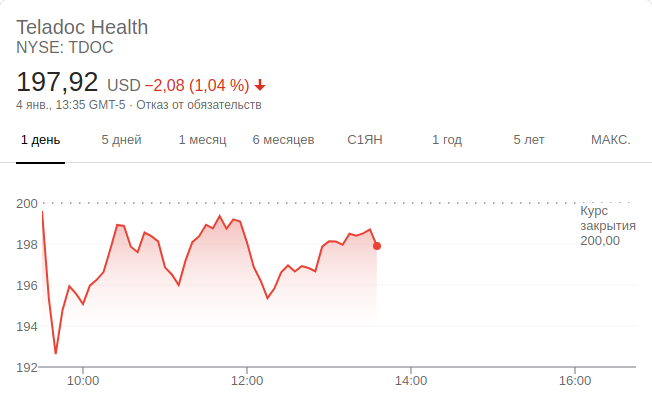 Teladoc Health
NYSE: TDOC
197,92 USD −2,08 (1,04 %)
4 янв., 13:35 GMT-5 · Отказ от обязательств
1 день 5 дней 1 месяц 6 месяцев С1ЯН 1 год 5 лет МАКС.
200
Курс
закрытия
200,00
198
196
194
192
10:00 12:00 14:00 16:00